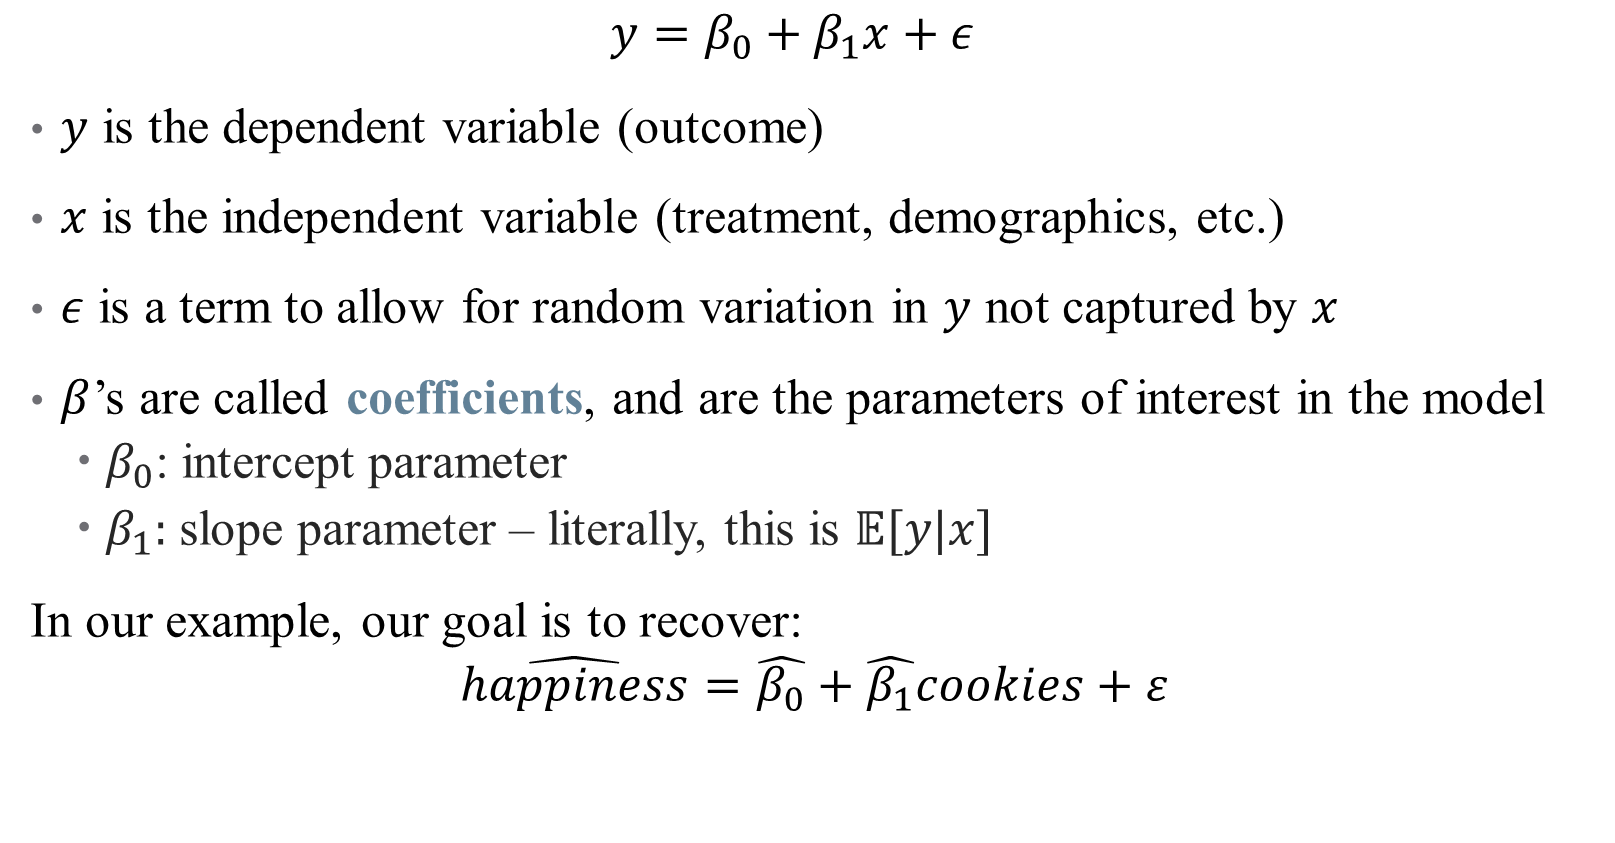 y = β₀ + β₁x + ϵ
• y is the dependent variable (outcome)
• x is the independent variable (treatment, demographics, etc.)
• ϵ is a term to allow for random variation in y not captured by x
• β’s are called coefficients, and are the parameters of interest in the model
• β₀: intercept parameter
• β₁: slope parameter – literally, this is 𝔼[y|x]
In our example, our goal is to recover:
\widehat{happiness} = \widehat{β₀} + \widehat{β₁}cookies + ε